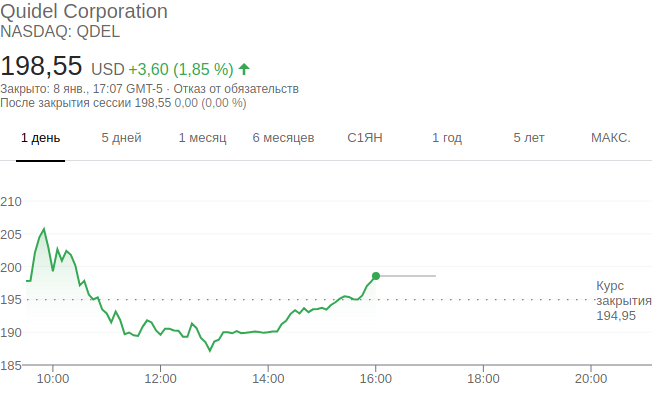 Quidel Corporation
NASDAQ: QDEL
198,55 USD +3,60 (1,85 %)
Закрыто: 8 янв., 17:07 GMT-5 · Отказ от обязательств
После закрытия сессии 198,55 0,00 (0,00 %)
1 день 5 дней 1 месяц 6 месяцев С1ЯН 1 год 5 лет МАКС.
210
205
200
195
190
185
Курс
закрытия
194,95
10:00 12:00 14:00 16:00 18:00 20:00